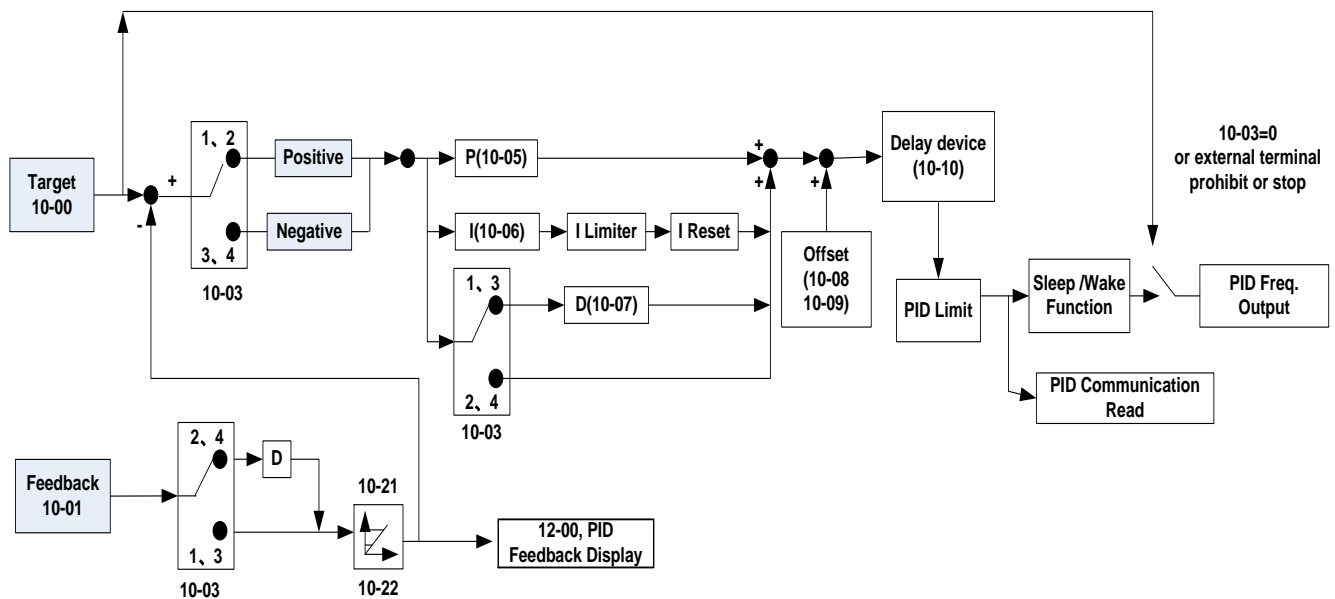 Target
10-00
+
-
1、2
3、4
10-03
Positive
Negative
P(10-05)
I(10-06)
I Limiter
I Reset
1、3
D(10-07)
2、4
10-03
+
+
+
Offset
(10-08
10-09)
Delay device
(10-10)
PID Limit
Sleep /Wake
Function
10-03=0
or external terminal
prohibit or stop
PID Freq.
Output
PID Communication
Read
Feedback
10-01
2、4
1、3
10-03
D
10-21
10-22
12-00, PID
Feedback Display